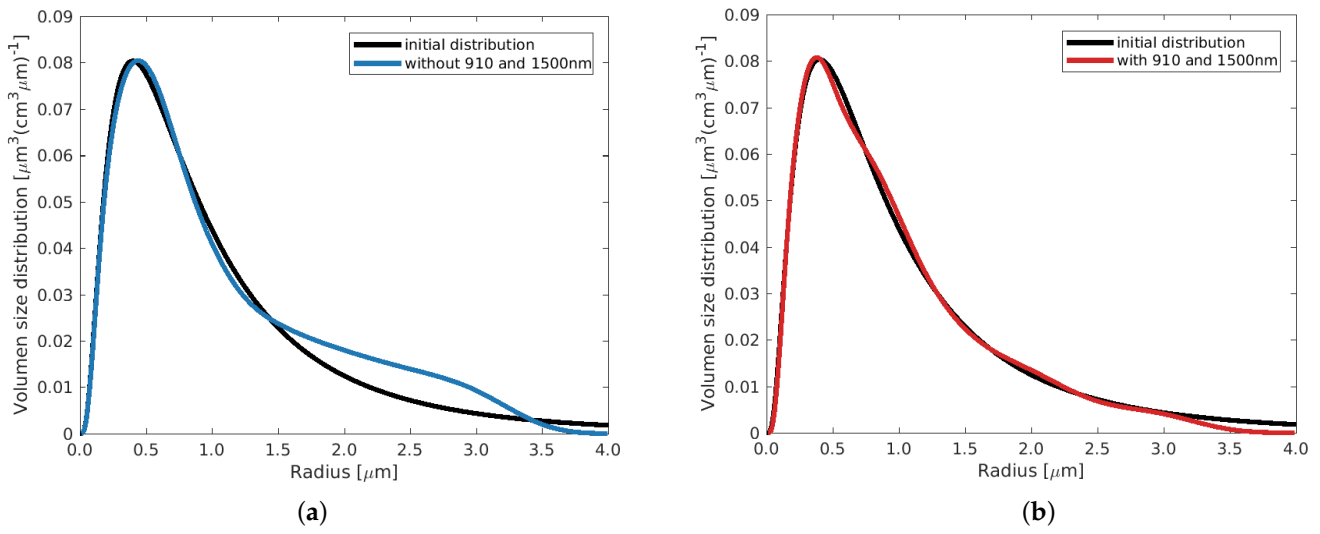 0.09
0.08
0.07
0.06
0.05
0.04
0.03
0.02
0.01
0
0.0 0.5 1.0 1.5 2.0 2.5 3.0 3.5 4.0
Volumen size distribution [μm³(cm³μm)⁻¹]
Radius [μm]
initial distribution
without 910 and 1500nm
(a)
0.09
0.08
0.07
0.06
0.05
0.04
0.03
0.02
0.01
0
0.0 0.5 1.0 1.5 2.0 2.5 3.0 3.5 4.0
Volumen size distribution [μm³(cm³μm)⁻¹]
Radius [μm]
initial distribution
with 910 and 1500nm
(b)